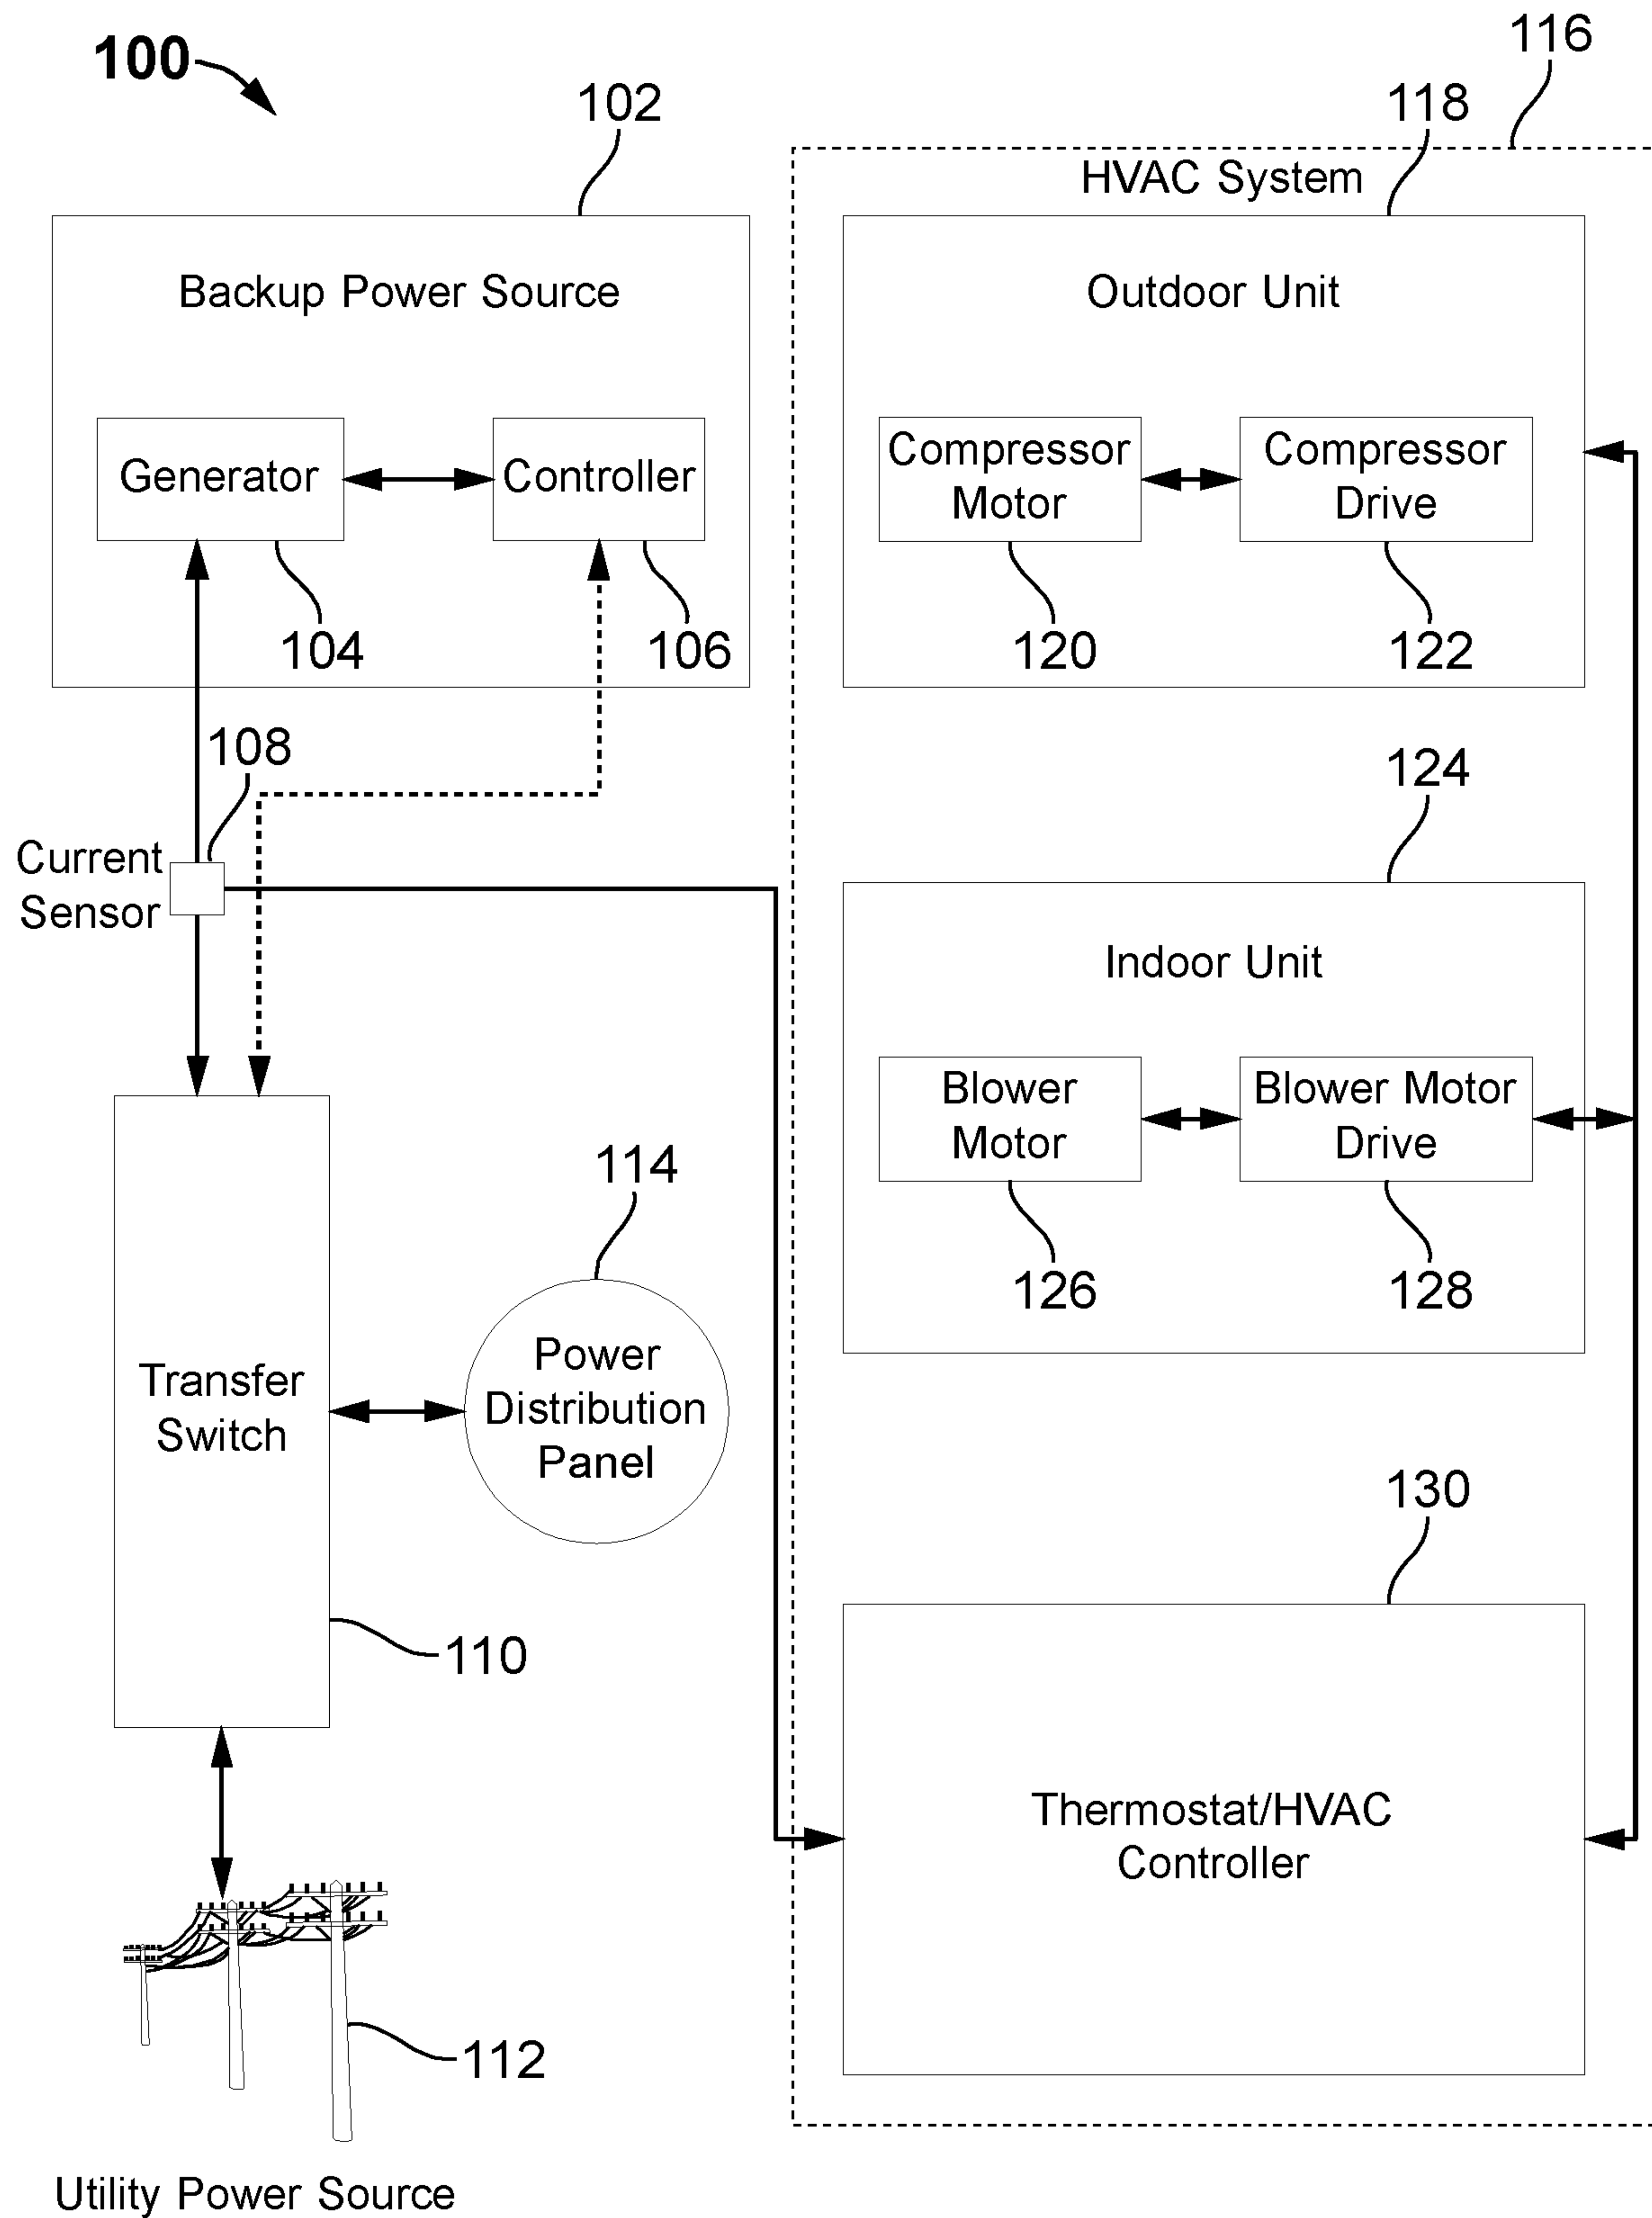 100
102
116
118
HVAC System
Backup Power Source
Generator
Controller
104
106
Outdoor Unit
Compressor
Motor
Compressor
Drive
120
122
108
Current
Sensor
124
Indoor Unit
Blower
Motor
Blower Motor
Drive
126
128
114
Power
Distribution
Panel
Transfer
Switch
110
130
Thermostat/HVAC
Controller
112
Utility Power Source